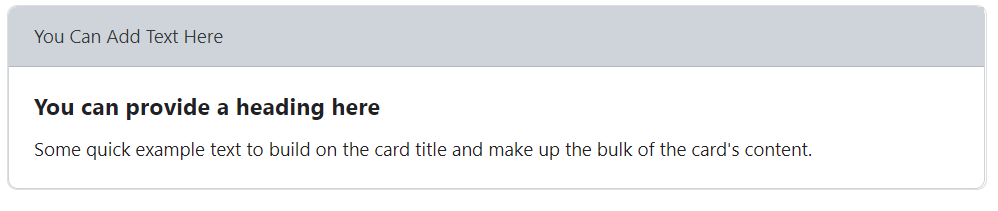 You Can Add Text Here
You can provide a heading here
Some quick example text to build on the card title and make up the bulk of the card's content.